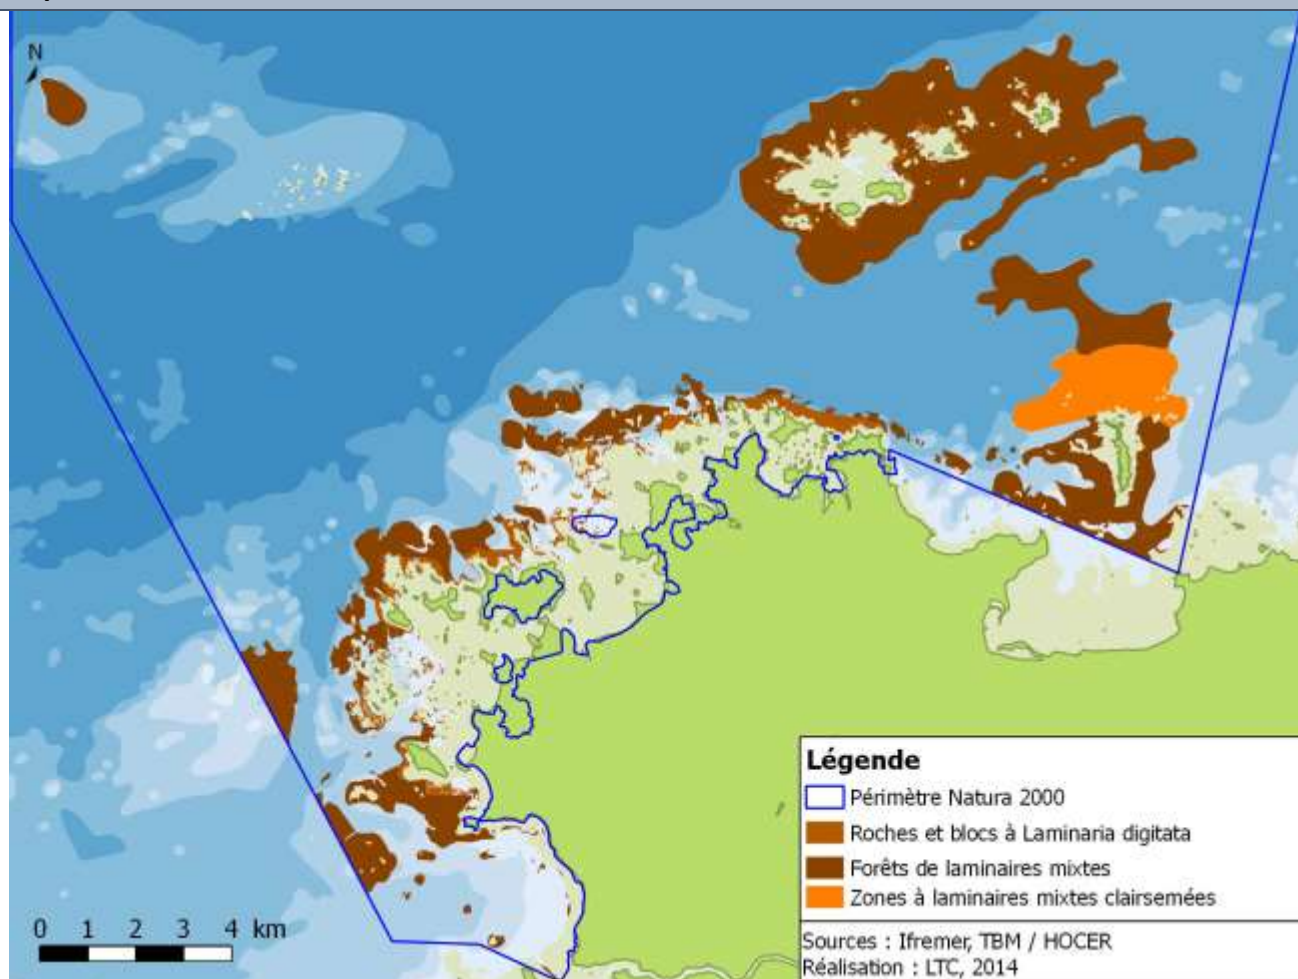 N
Légende
Périmètre Natura 2000
Roches et blocs à Laminaria digitata
Forêts de laminaires mixtes
Zones à laminaires mixtes clairsemées
0 1 2 3 4 km
Sources : Ifremer, TBM / HOCER
Réalisation : LTC, 2014